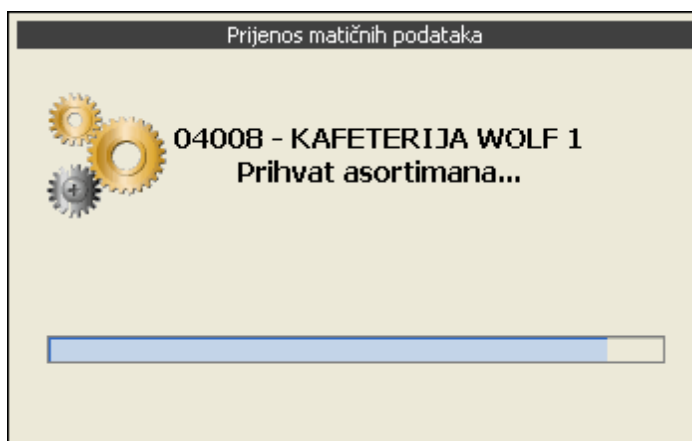 Prijenos matičnih podataka
04008 - KAFETERIJA WOLF 1
Prihvat asortimana...